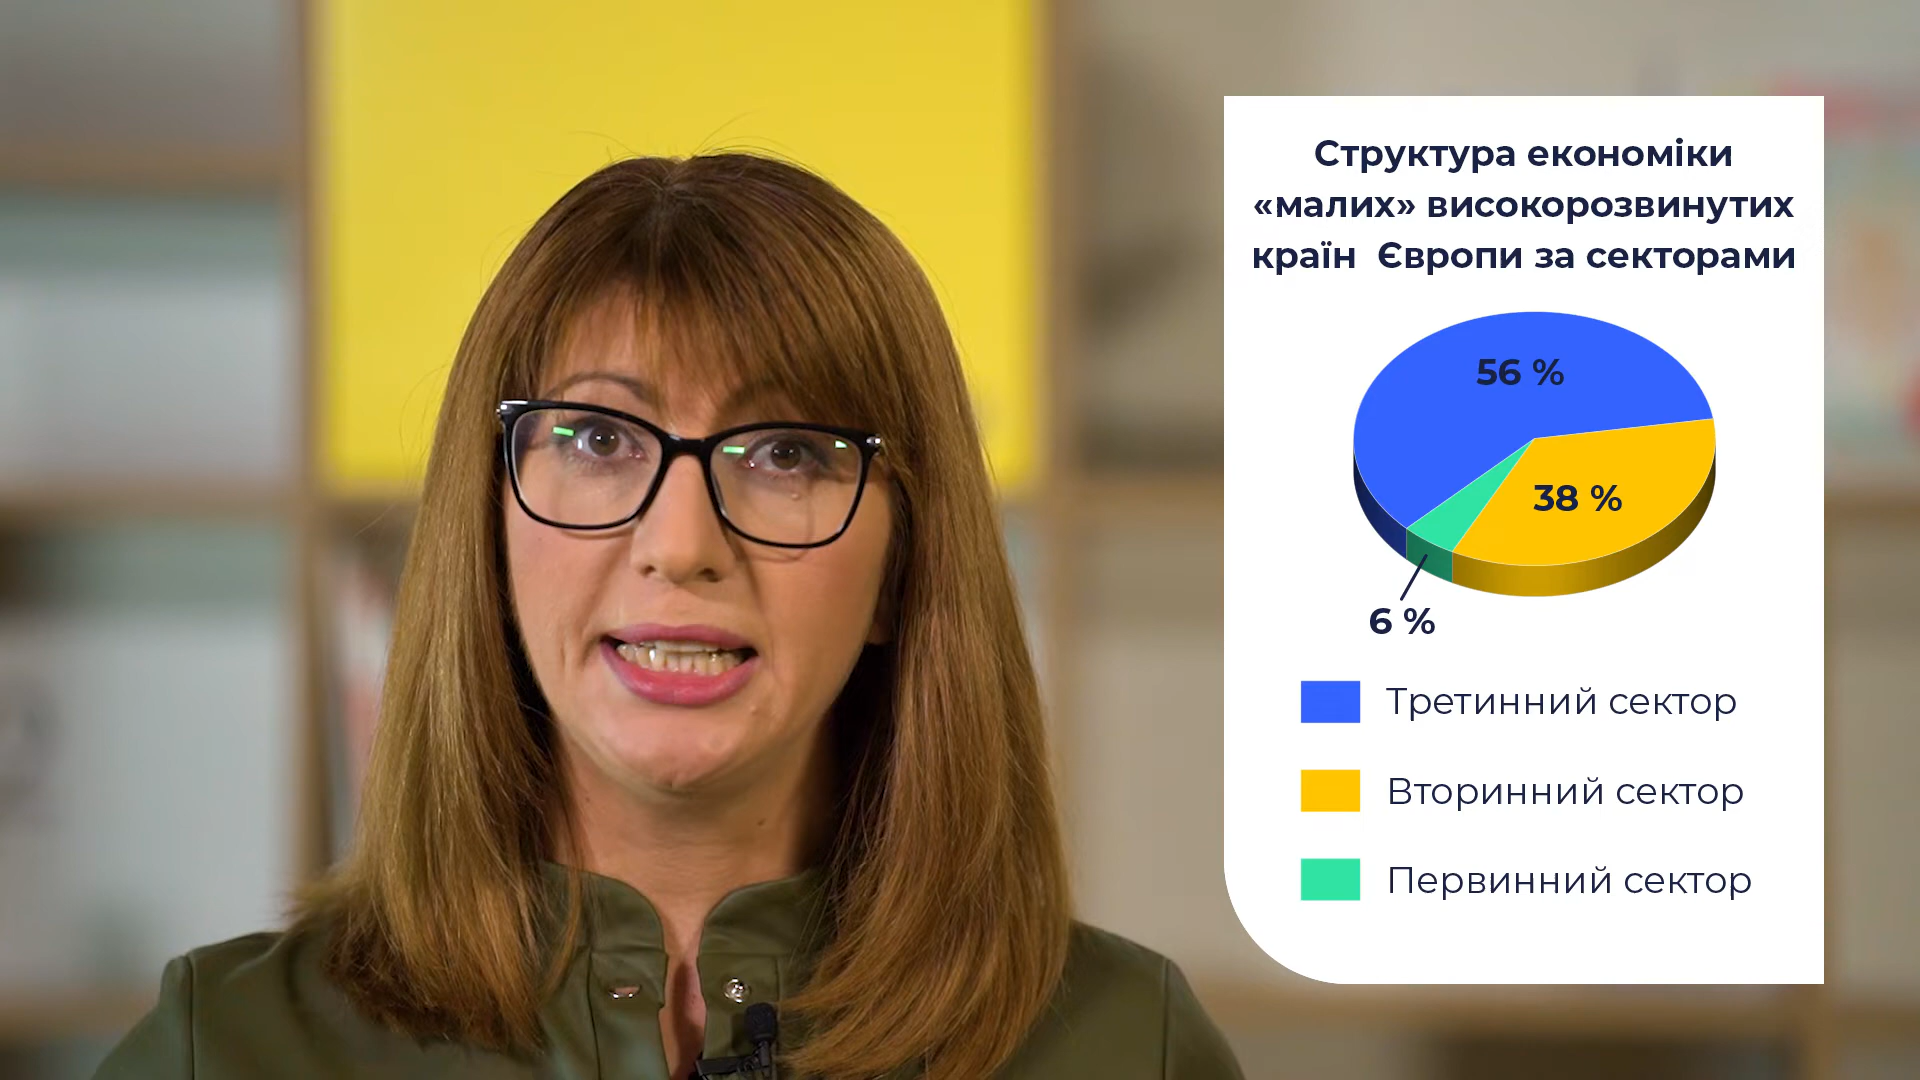 Структура економіки
«малих» високорозвинутих
країн Європи за секторами
56 %
38 %
6 %
Третинний сектор
Вторинний сектор
Первинний сектор